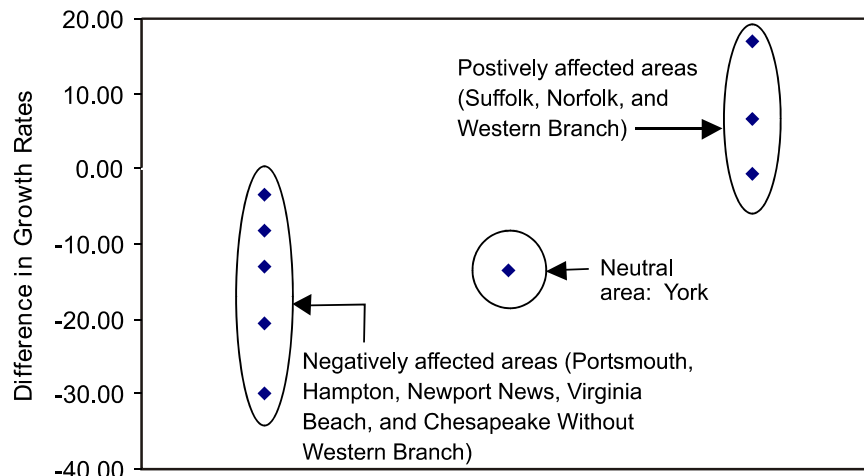 Difference in Growth Rates
20.00
10.00
0.00
-10.00
-20.00
-30.00
-40.00
Postively affected areas
(Suffolk, Norfolk, and
Western Branch)
Neutral
area: York
Negatively affected areas (Portsmouth,
Hampton, Newport News, Virginia
Beach, and Chesapeake Without
Western Branch)